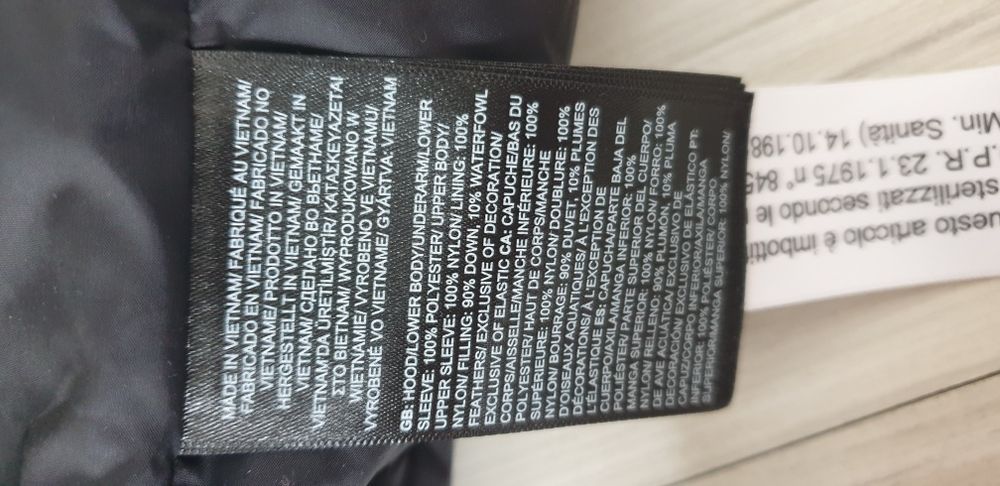 MADE IN VIETNAM/ FABRIQUÉ AU VIETNAM/
FABRICADO EN VIETNAM/ FABRICADO NO
VIETNAME/ PRODOTTO IN VIETNAM/
HERGESTELLT IN VIETNAM/ GEMAAKT IN
VIETNAM/ СДЕЛАНО ВО ВЬЕТНАМЕ/
VIETNAM'DA ÜRETİLMİŞTİR/ ΚΑΤΑΣΚΕΥΑΖΕΤΑΙ
ΣΤΟ ΒΙΕΤΝΑΜ/ WYPRODUKOWANO W
WIETNAMIE/ VYROBENO VE VIETNAMU/
VYROBENÉ VO VIETNAME/ GYÁRTVA: VIETNAM
GB: HOOD/LOWER BODY/UNDERARM/LOWER
SLEEVE: 100% POLYESTER/ UPPER BODY/
UPPER SLEEVE: 100% NYLON/ LINING: 100%
NYLON/ FILLING: 90% DOWN, 10% WATERFOWL
FEATHERS/ EXCLUSIVE OF DECORATION/
EXCLUSIVE OF ELASTIC CA: CAPUCHE/BAS DU
CORPS/AISSELLE/MANCHE INFÉRIEURE: 100%
POLYESTER/ HAUT DE CORPS/MANCHE
SUPÉRIEURE: 100% NYLON/ DOUBLURE: 100%
NYLON/ BOURRAGE: 90% DUVET, 10% PLUMES
D'OISEAUX AQUATIQUES/ À L'EXCEPTION DES
DÉCORATIONS/ À L'EXCEPTION DE
L'ÉLASTIQUE ES: CAPUCHA/PARTE BAJA DEL
CUERPO/AXILA/MANGA INFERIOR: 100%
POLIÉSTER/ PARTE SUPERIOR DEL CUERPO/
MANGA SUPERIOR: 100% NYLON/ FORRO: 100%
NYLON/ RELLENO: 90% PLUMÓN, 10% PLUMA
DE AVE ACUÁTICA/ EXCLUSIVO DE
DECORACIÓN/ EXCLUSIVO DE ELÁSTICO PT:
CAPUZ/CORPO INFERIOR/AXILA/MANGA
INFERIOR: 100% POLIÉSTER/ CORPO
SUPERIOR/MANGA SUPERIOR: 100% NYLON/
uesto articolo è imbotti
sterilizzati secondo le
.P.R. 23.1.1975 n° 845
Min. Sanità) 14.10.198